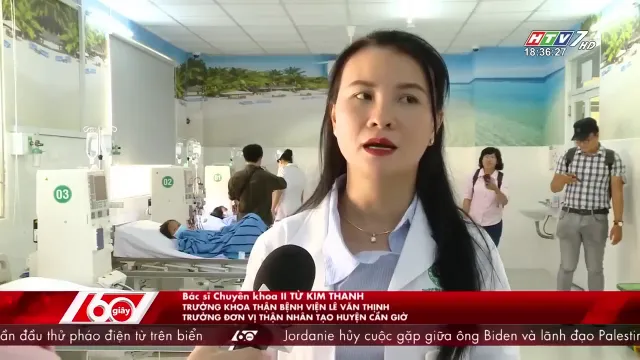 HTV7 HD
18:36:27
03
02
01
Bác sĩ Chuyên khoa II TỪ KIM THANH
TRƯỞNG KHOA THẬN BỆNH VIỆN LÊ VĂN THỊNH
TRƯỞNG ĐƠN VỊ THẬN NHÂN TẠO HUYỆN CẦN GIỜ
60 giây
ần đầu thử pháo điện từ trên biển
Jordanie hủy cuộc gặp giữa ông Biden và lãnh đạo Palest